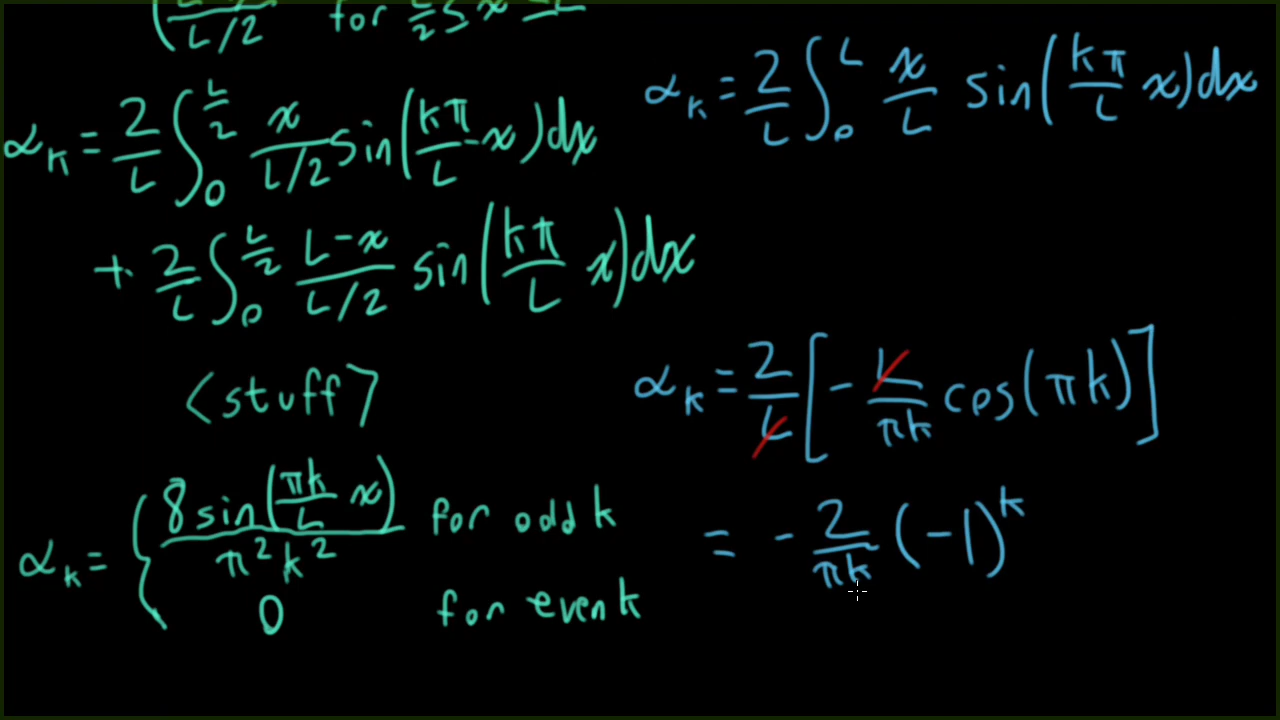 L/2 for L/2 ≤ x ≤ L
α_k = 2/L ∫_0^{L/2} x/(L/2) sin(kπ/L x) dx
+ 2/L ∫_0^{L/2} (L-x)/(L/2) sin(kπ/L x) dx
<stuff>
α_k = { 8 sin(πk/L x) / π²k² for odd k
0 for even k
α_k = 2/L ∫_0^L x/L sin(kπ/L x) dx
α_k = 2/L [ - L/πk cos(πk) ]
= - 2/πk (-1)^k